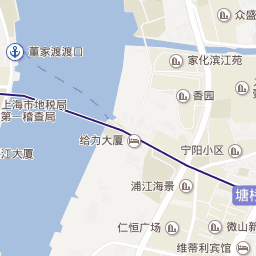 众
盛
家化滨江苑
董家渡渡口
香园
上海市地税局
第一稽查局
给力大厦
宁阳小区
江大厦
浦江海景
塘桥
仁恒广场
微山新
维蒂利宾馆